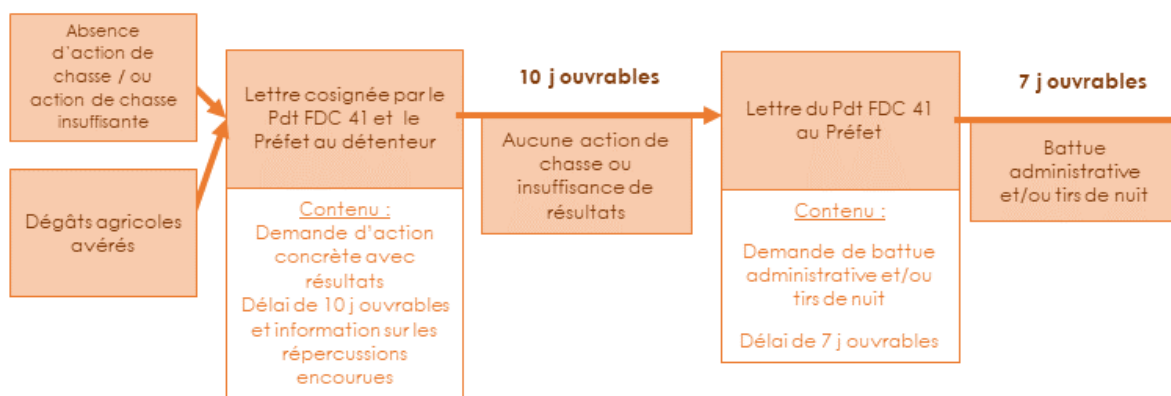 Absence
d'action de
chasse / ou
action de chasse
insuffisante
Dégâts agricoles
avérés
Lettre cosignée par le
Pdt FDC 41 et le
Préfet au détenteur
Contenu :
Demande d'action
concrète avec
résultats
Délai de 10 j ouvrables
et information sur les
répercussions
encourues
10 j ouvrables
Aucune action de
chasse ou
insuffisance de
résultats
Lettre du Pdt FDC 41
au Préfet
Contenu :
Demande de battue
administrative et/ou
tirs de nuit
Délai de 7 j ouvrables
7 j ouvrables
Battue
administrative
et/ou tirs de nuit